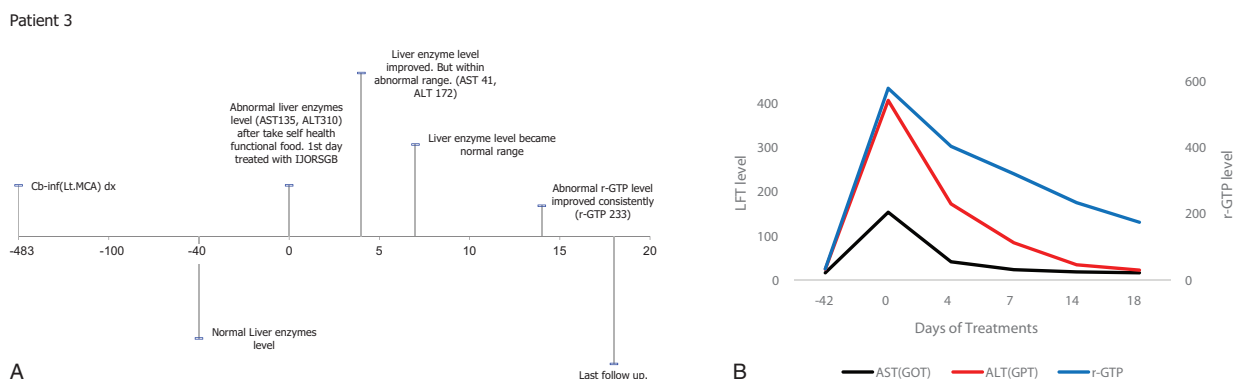 Patient 3
Liver enzyme level
improved. But within
abnormal range. (AST 41,
ALT 172)
Abnormal liver enzymes
level (AST135, ALT310)
after take self health
functional food. 1st day
treated with IJORSGB
Liver enzyme level became
normal range
Cb-inf(Lt.MCA) dx
Abnormal r-GTP level
improved consistently
(r-GTP 233)
-483 -100 -40 0 5 10 15 20
Normal Liver enzymes
level
Last follow up.
A
LFT level
400
300
200
100
0
r-GTP level
600
400
200
0
-42 0 4 7 14 18
Days of Treatments
B
AST(GOT) ALT(GPT) r-GTP